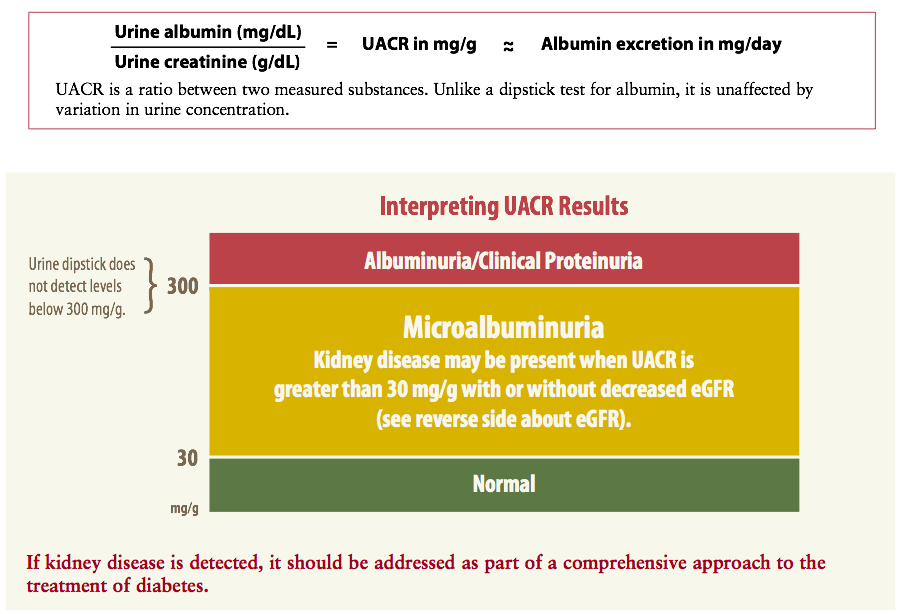 Urine albumin (mg/dL)
Urine creatinine (g/dL)
= UACR in mg/g ≈ Albumin excretion in mg/day
UACR is a ratio between two measured substances. Unlike a dipstick test for albumin, it is unaffected by
variation in urine concentration.
Interpreting UACR Results
Urine dipstick does
not detect levels
below 300 mg/g.
300
Albuminuria/Clinical Proteinuria
Microalbuminuria
Kidney disease may be present when UACR is
greater than 30 mg/g with or without decreased eGFR
(see reverse side about eGFR).
30
Normal
mg/g
If kidney disease is detected, it should be addressed as part of a comprehensive approach to the
treatment of diabetes.